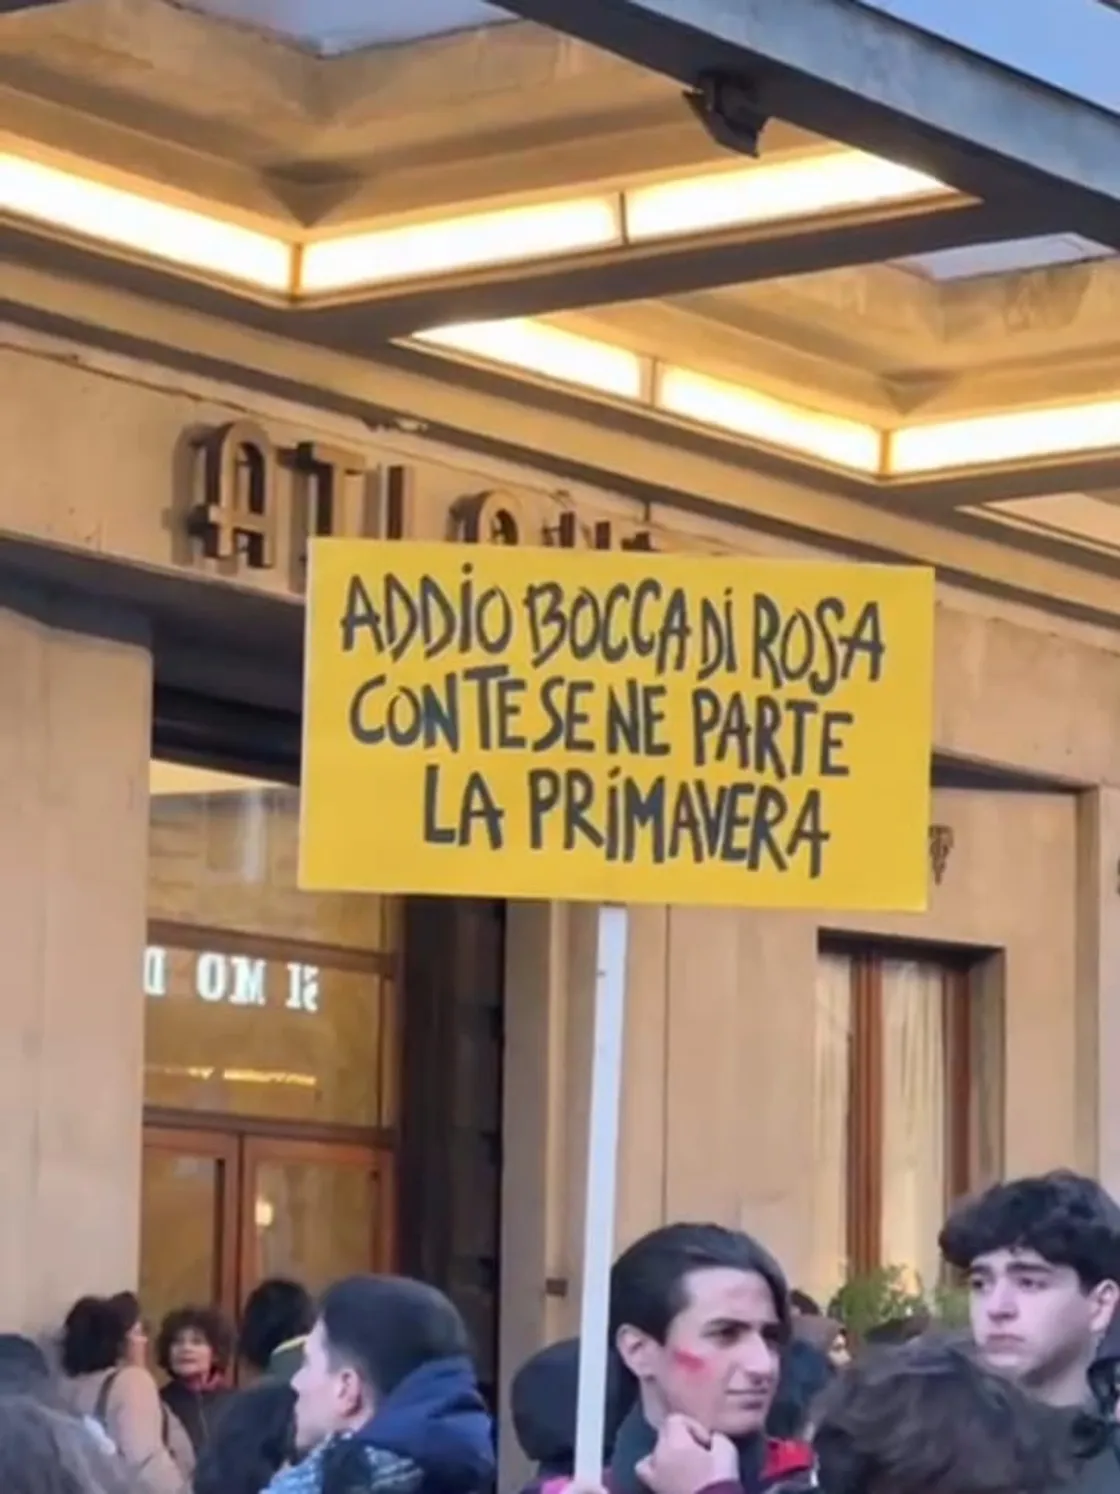 ADDIO BOCCA DI ROSA
CON TE SE NE PARTE
LA PRIMAVERA